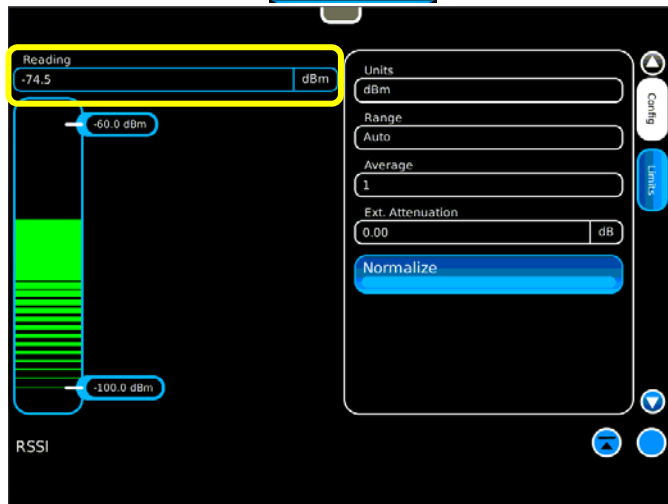 Reading
-74.5 dBm
-60.0 dBm
-100.0 dBm
Units
dBm
Range
Auto
Average
1
Ext. Attenuation
0.00 dB
Normalize
Config
Limits
RSSI